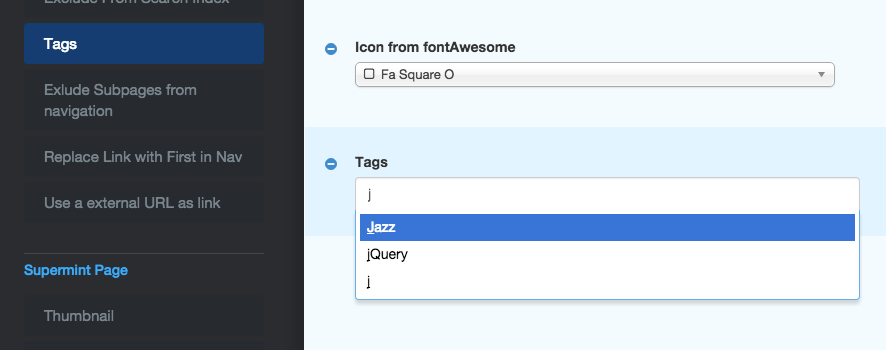 Exclude From Search Index
Tags
Exlude Subpages from
navigation
Replace Link with First in Nav
Use a external URL as link
Supermint Page
Thumbnail
Icon from fontAwesome
Fa Square O
Tags
j
Jazz
jQuery
j